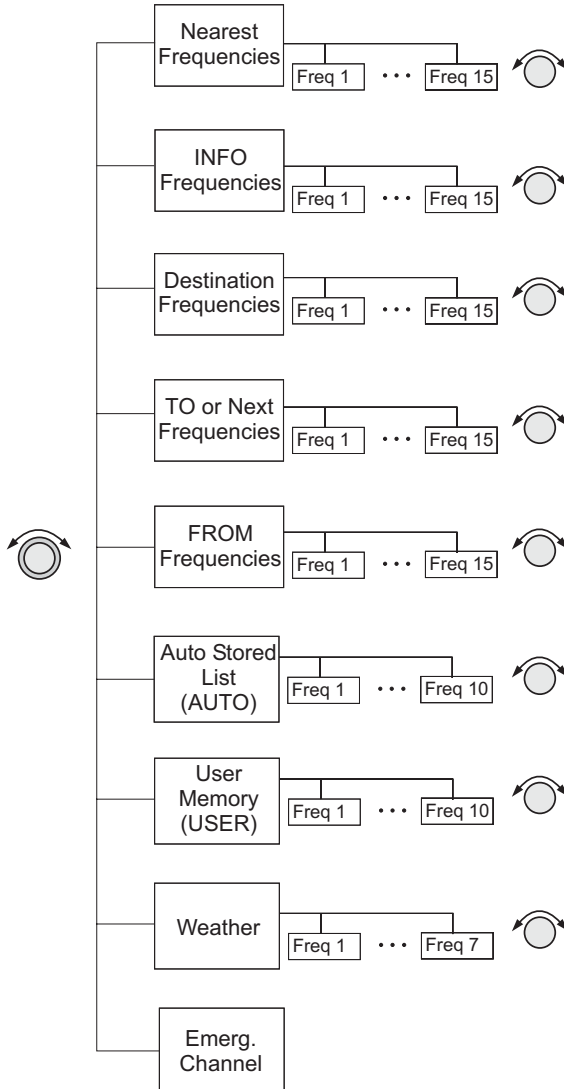 Nearest
Frequencies
Freq 1 • • • Freq 15
INFO
Frequencies
Freq 1 • • • Freq 15
Destination
Frequencies
Freq 1 • • • Freq 15
TO or Next
Frequencies
Freq 1 • • • Freq 15
FROM
Frequencies
Freq 1 • • • Freq 15
Auto Stored
List
(AUTO)
Freq 1 • • • Freq 10
User
Memory
(USER)
Freq 1 • • • Freq 10
Weather
Freq 1 • • • Freq 7
Emerg.
Channel